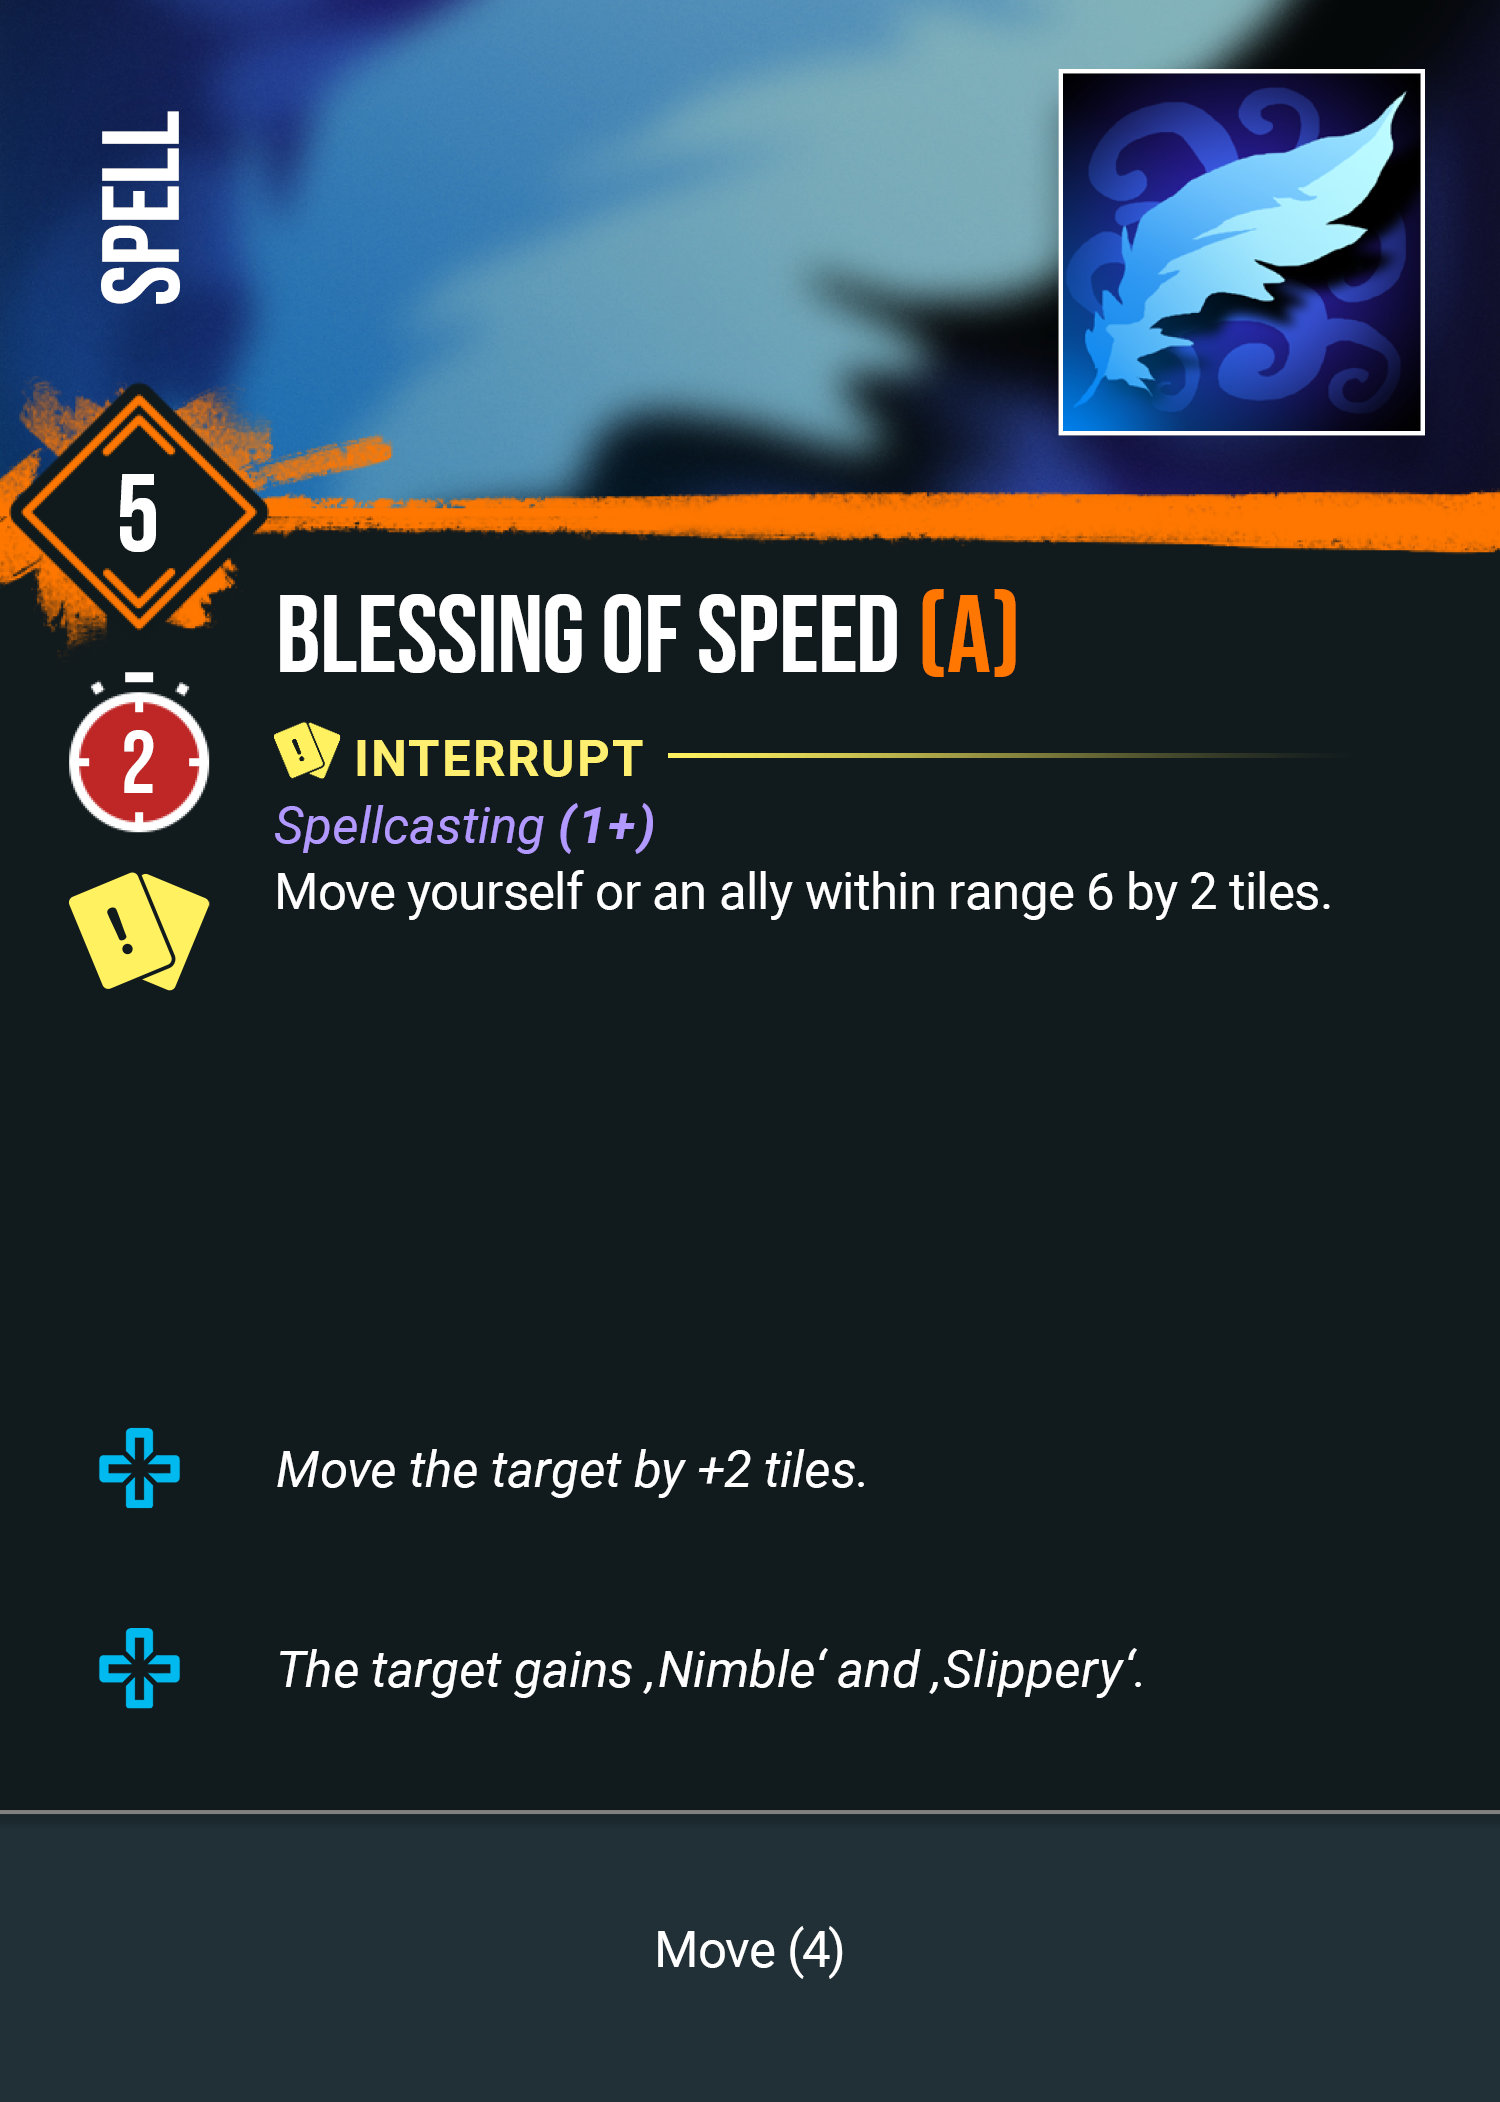 SPELL
5
BLESSING OF SPEED (A)
2
! INTERRUPT
Spellcasting (1+)
Move yourself or an ally within range 6 by 2 tiles.
!
Move the target by +2 tiles.
The target gains ‚Nimble‘ and ‚Slippery‘.
Move (4)